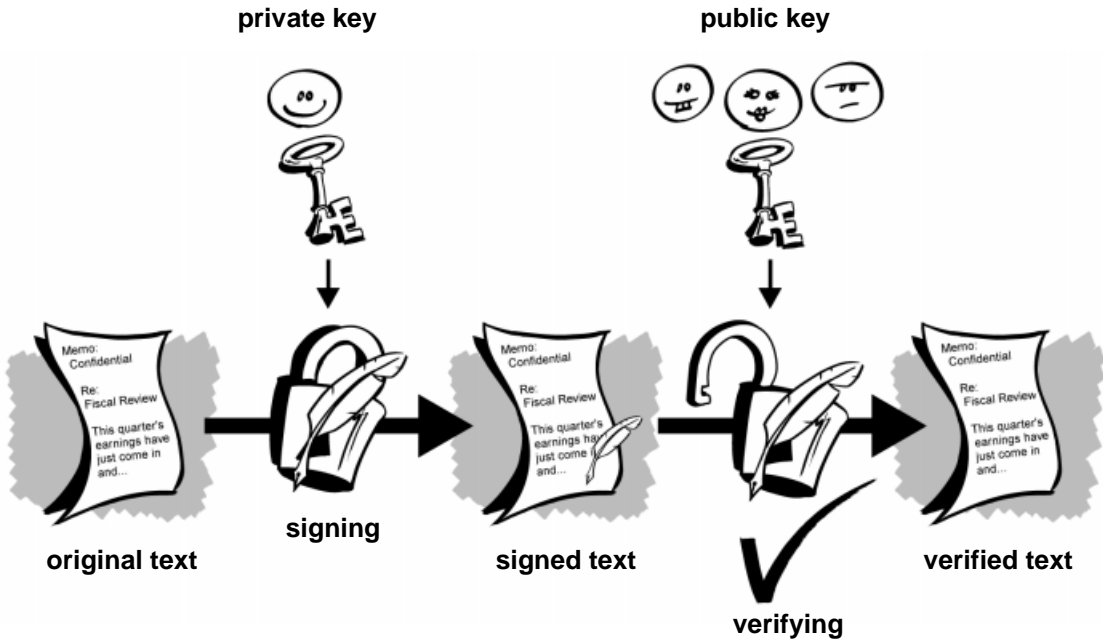 private key
public key
Memo:
Confidential
Re:
Fiscal Review
This quarter's
earnings have
just come in
and...
Memo:
Confidential
Re:
Fiscal Review
This quarter's
earnings have
just come in
and...
Memo:
Confidential
Re:
Fiscal Review
This quarter's
earnings have
just come in
and...
original text
signing
signed text
verifying
verified text